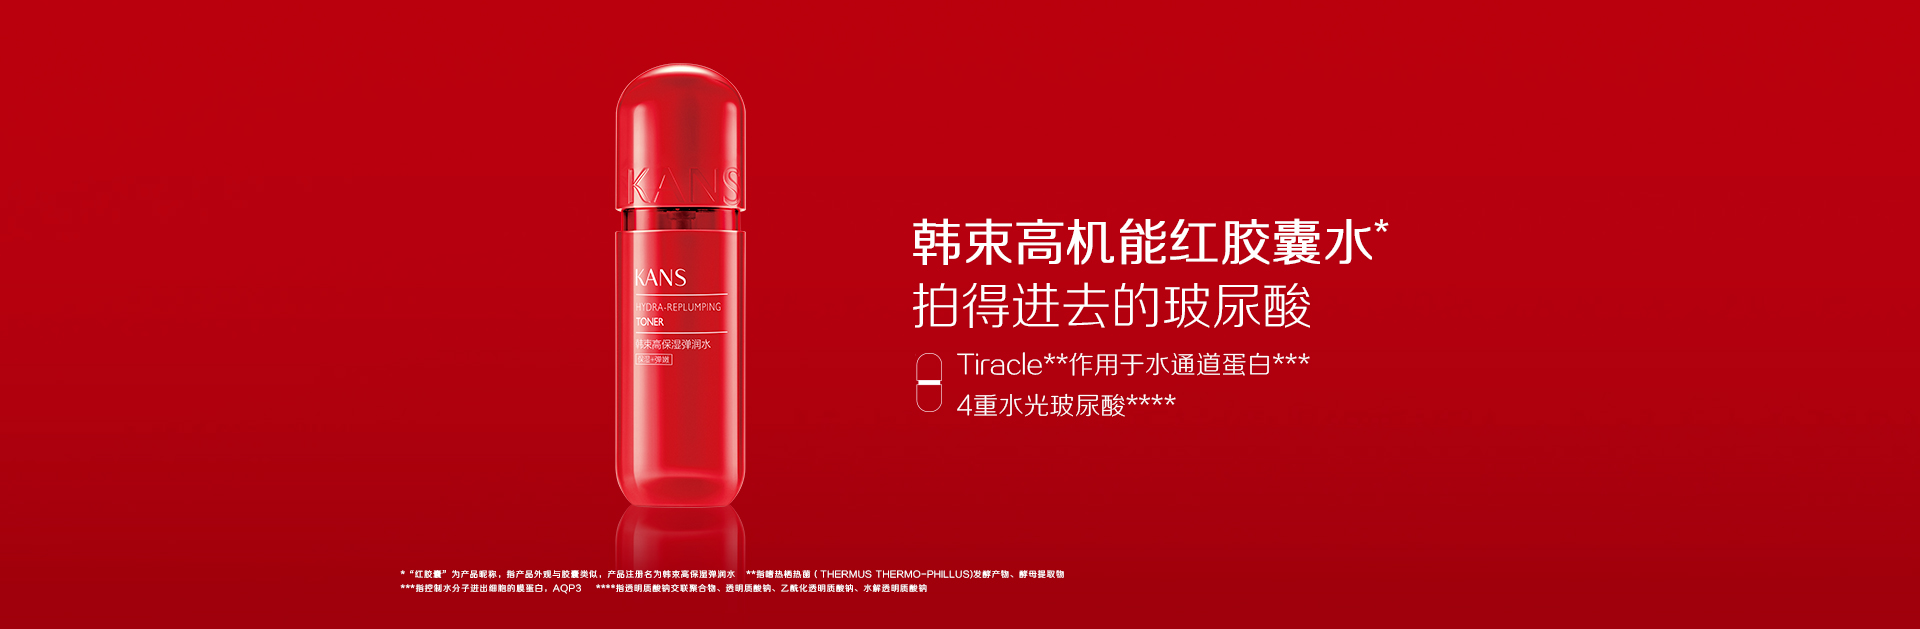 KANS
KANS
HYDRA-REPLUMPING
TONER
韩束高保湿弹润水
保湿+弹嫩
韩束高机能红胶囊水*
拍得进去的玻尿酸
Tiracle**作用于水通道蛋白***
4重水光玻尿酸****
*“红胶囊”为产品昵称，指产品外观与胶囊类似，产品注册名为韩束高保湿弹润水 **指嗜热栖热菌（THERMUS THERMO-PHILLUS)发酵产物、酵母提取物
***指控制水分子进出细胞的膜蛋白，AQP3 ****指透明质酸钠交联聚合物、透明质酸钠、乙酰化透明质酸钠、水解透明质酸钠